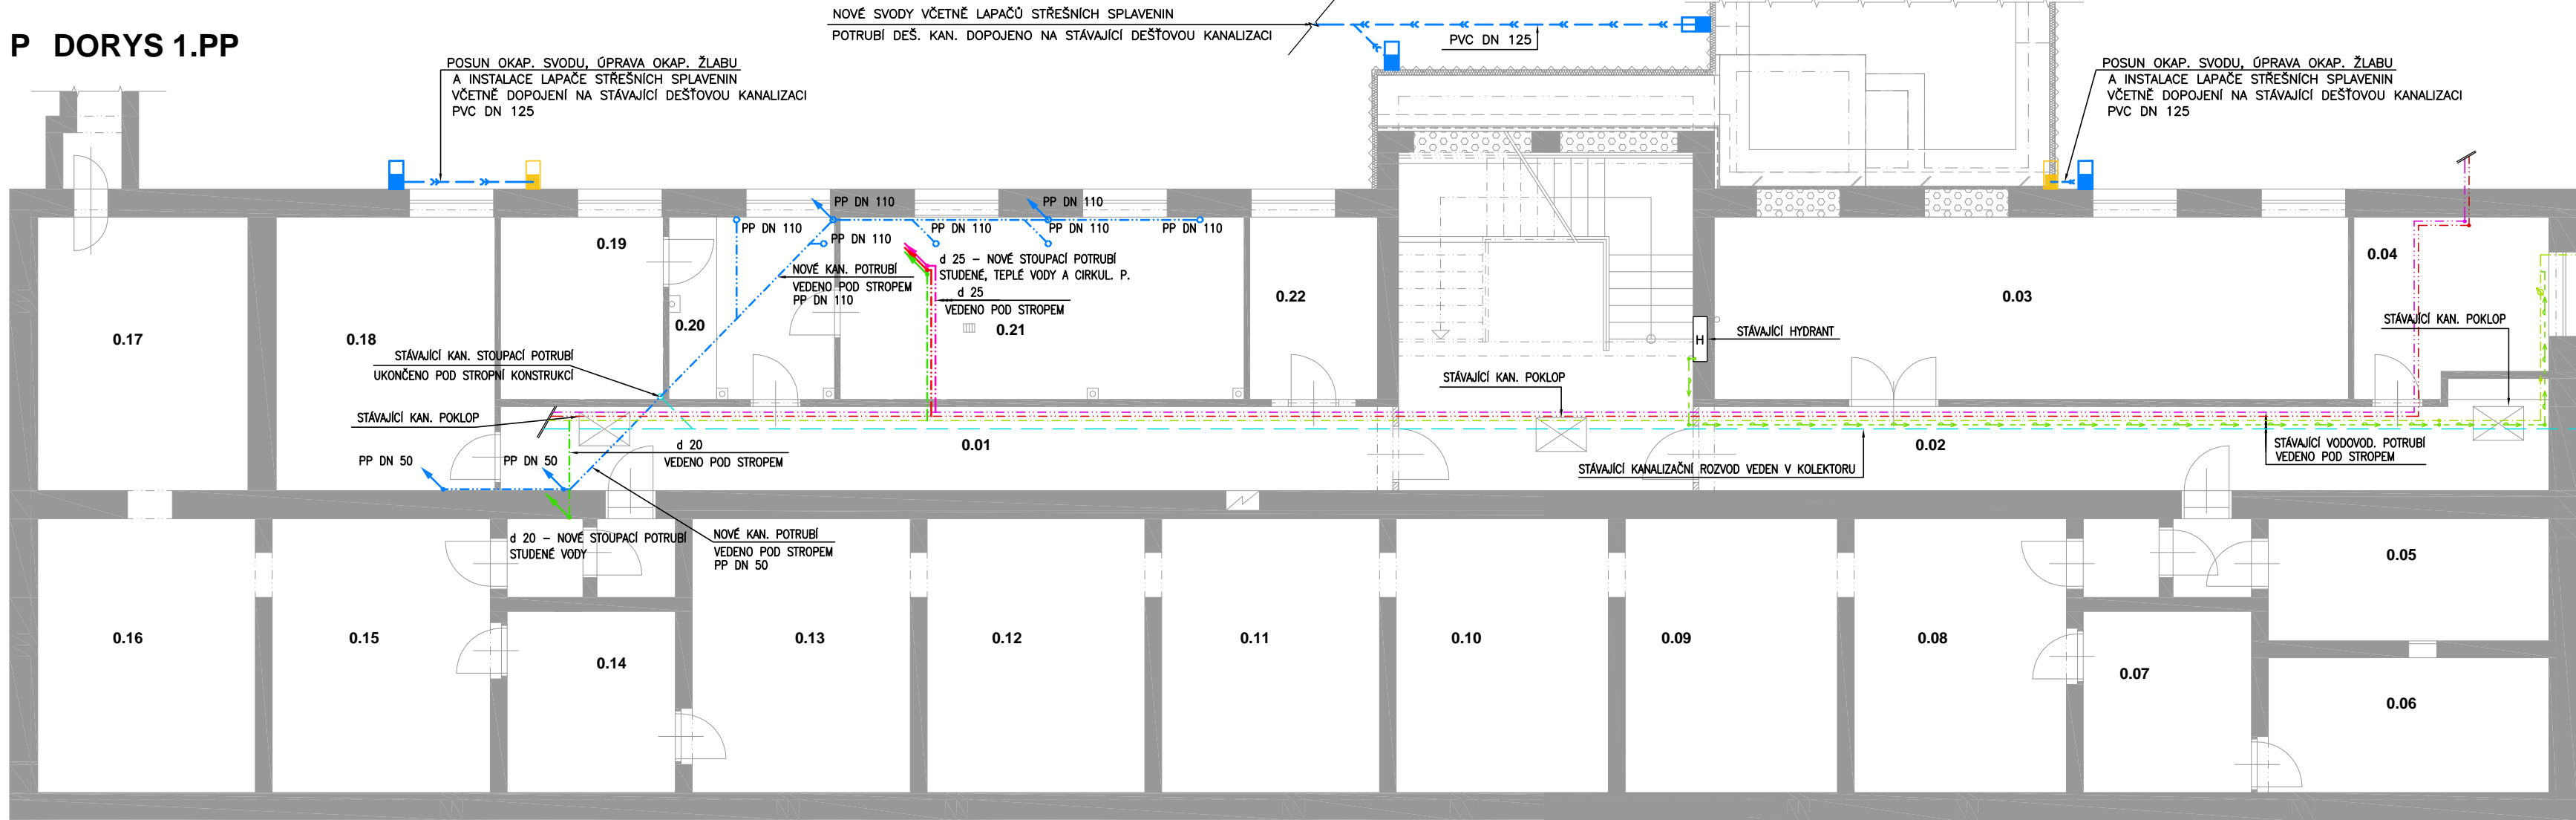 P DORYS 1.PP
NOVÉ SVODY VČETNĚ LAPAČŮ STŘEŠNÍCH SPLAVENIN
POTRUBÍ DEŠ. KAN. DOPOJENO NA STÁVAJÍCÍ DEŠŤOVOU KANALIZACI
PVC DN 125
POSUN OKAP. SVODU, ÚPRAVA OKAP. ŽLABU
A INSTALACE LAPAČE STŘEŠNÍCH SPLAVENIN
VČETNĚ DOPOJENÍ NA STÁVAJÍCÍ DEŠŤOVOU KANALIZACI
PVC DN 125
POSUN OKAP. SVODU, ÚPRAVA OKAP. ŽLABU
A INSTALACE LAPAČE STŘEŠNÍCH SPLAVENIN
VČETNĚ DOPOJENÍ NA STÁVAJÍCÍ DEŠŤOVOU KANALIZACI
PVC DN 125
PP DN 110
PP DN 110
PP DN 110
PP DN 110
PP DN 110
PP DN 110
PP DN 110
0.19
d 25 – NOVÉ STOUPACÍ POTRUBÍ
STUDENÉ, TEPLÉ VODY A CIRKUL. P.
NOVÉ KAN. POTRUBÍ
VEDENO POD STROPEM
PP DN 110
d 25
VEDENO POD STROPEM
0.04
0.22
0.03
0.20
0.21
0.17
0.18
STÁVAJÍCÍ HYDRANT
H
STÁVAJÍCÍ KAN. POKLOP
STÁVAJÍCÍ KAN. STOUPACÍ POTRUBÍ
UKONČENO POD STROPNÍ KONSTRUKCÍ
STÁVAJÍCÍ KAN. POKLOP
STÁVAJÍCÍ KAN. POKLOP
d 20
VEDENO POD STROPEM
0.01
0.02
STÁVAJÍCÍ VODOVOD. POTRUBÍ
VEDENO POD STROPEM
PP DN 50
PP DN 50
STÁVAJÍCÍ KANALIZAČNÍ ROZVOD VEDEN V KOLEKTORU
d 20 – NOVÉ STOUPACÍ POTRUBÍ
STUDENÉ VODY
NOVÉ KAN. POTRUBÍ
VEDENO POD STROPEM
PP DN 50
0.05
0.16
0.15
0.14
0.13
0.12
0.11
0.10
0.09
0.08
0.07
0.06